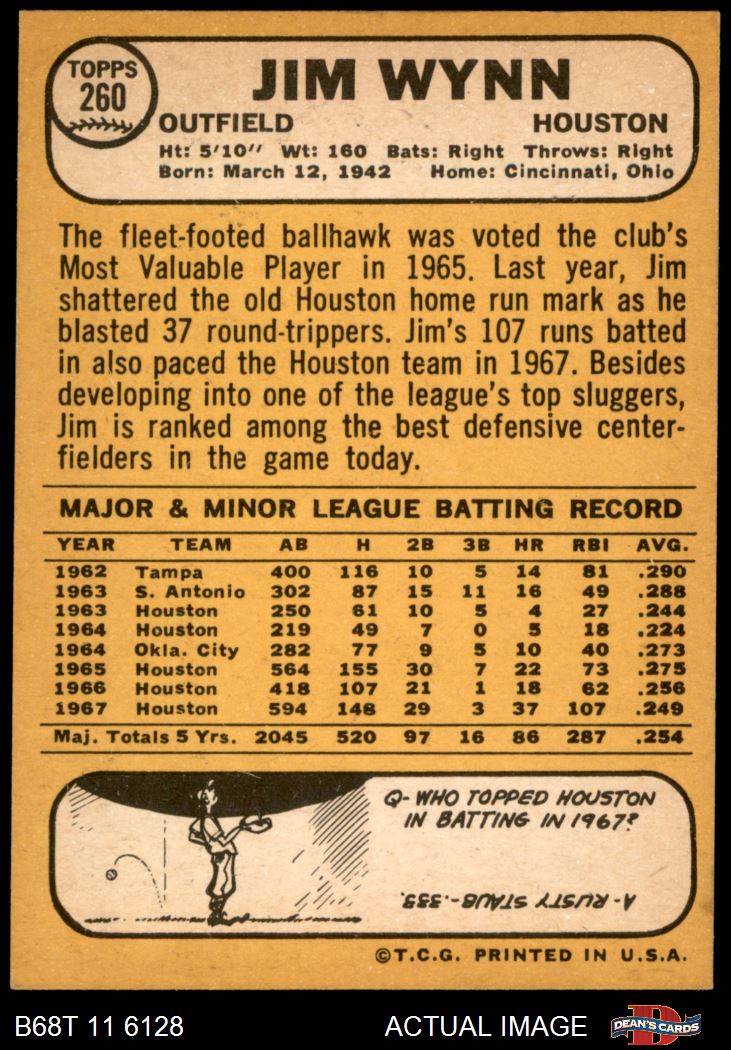 TOPPS
260
JIM WYNN
OUTFIELD HOUSTON
Ht: 5'10" Wt: 160 Bats: Right Throws: Right
Born: March 12, 1942 Home: Cincinnati, Ohio
The fleet-footed ballhawk was voted the club's
Most Valuable Player in 1965. Last year, Jim
shattered the old Houston home run mark as he
blasted 37 round-trippers. Jim's 107 runs batted
in also paced the Houston team in 1967. Besides
developing into one of the league's top sluggers,
Jim is ranked among the best defensive center-
fielders in the game today.
MAJOR & MINOR LEAGUE BATTING RECORD
YEAR TEAM AB H 2B 3B HR RBI AVG.
1962 Tampa 400 116 10 5 14 81 .290
1963 S. Antonio 302 87 15 11 16 49 .288
1963 Houston 250 61 10 5 4 27 .244
1964 Houston 219 49 7 0 5 18 .224
1964 Okla. City 282 77 9 5 10 40 .273
1965 Houston 564 155 30 7 22 73 .275
1966 Houston 418 107 21 1 18 62 .256
1967 Houston 594 148 29 3 37 107 .249
Maj. Totals 5 Yrs. 2045 520 97 16 86 287 .254
Q- WHO TOPPED HOUSTON
IN BATTING IN 1967?
A- RUSTY STAUB-.333.
©T.C.G. PRINTED IN U.S.A.
B68T 11 6128 ACTUAL IMAGE
D
DEAN'S CARDS